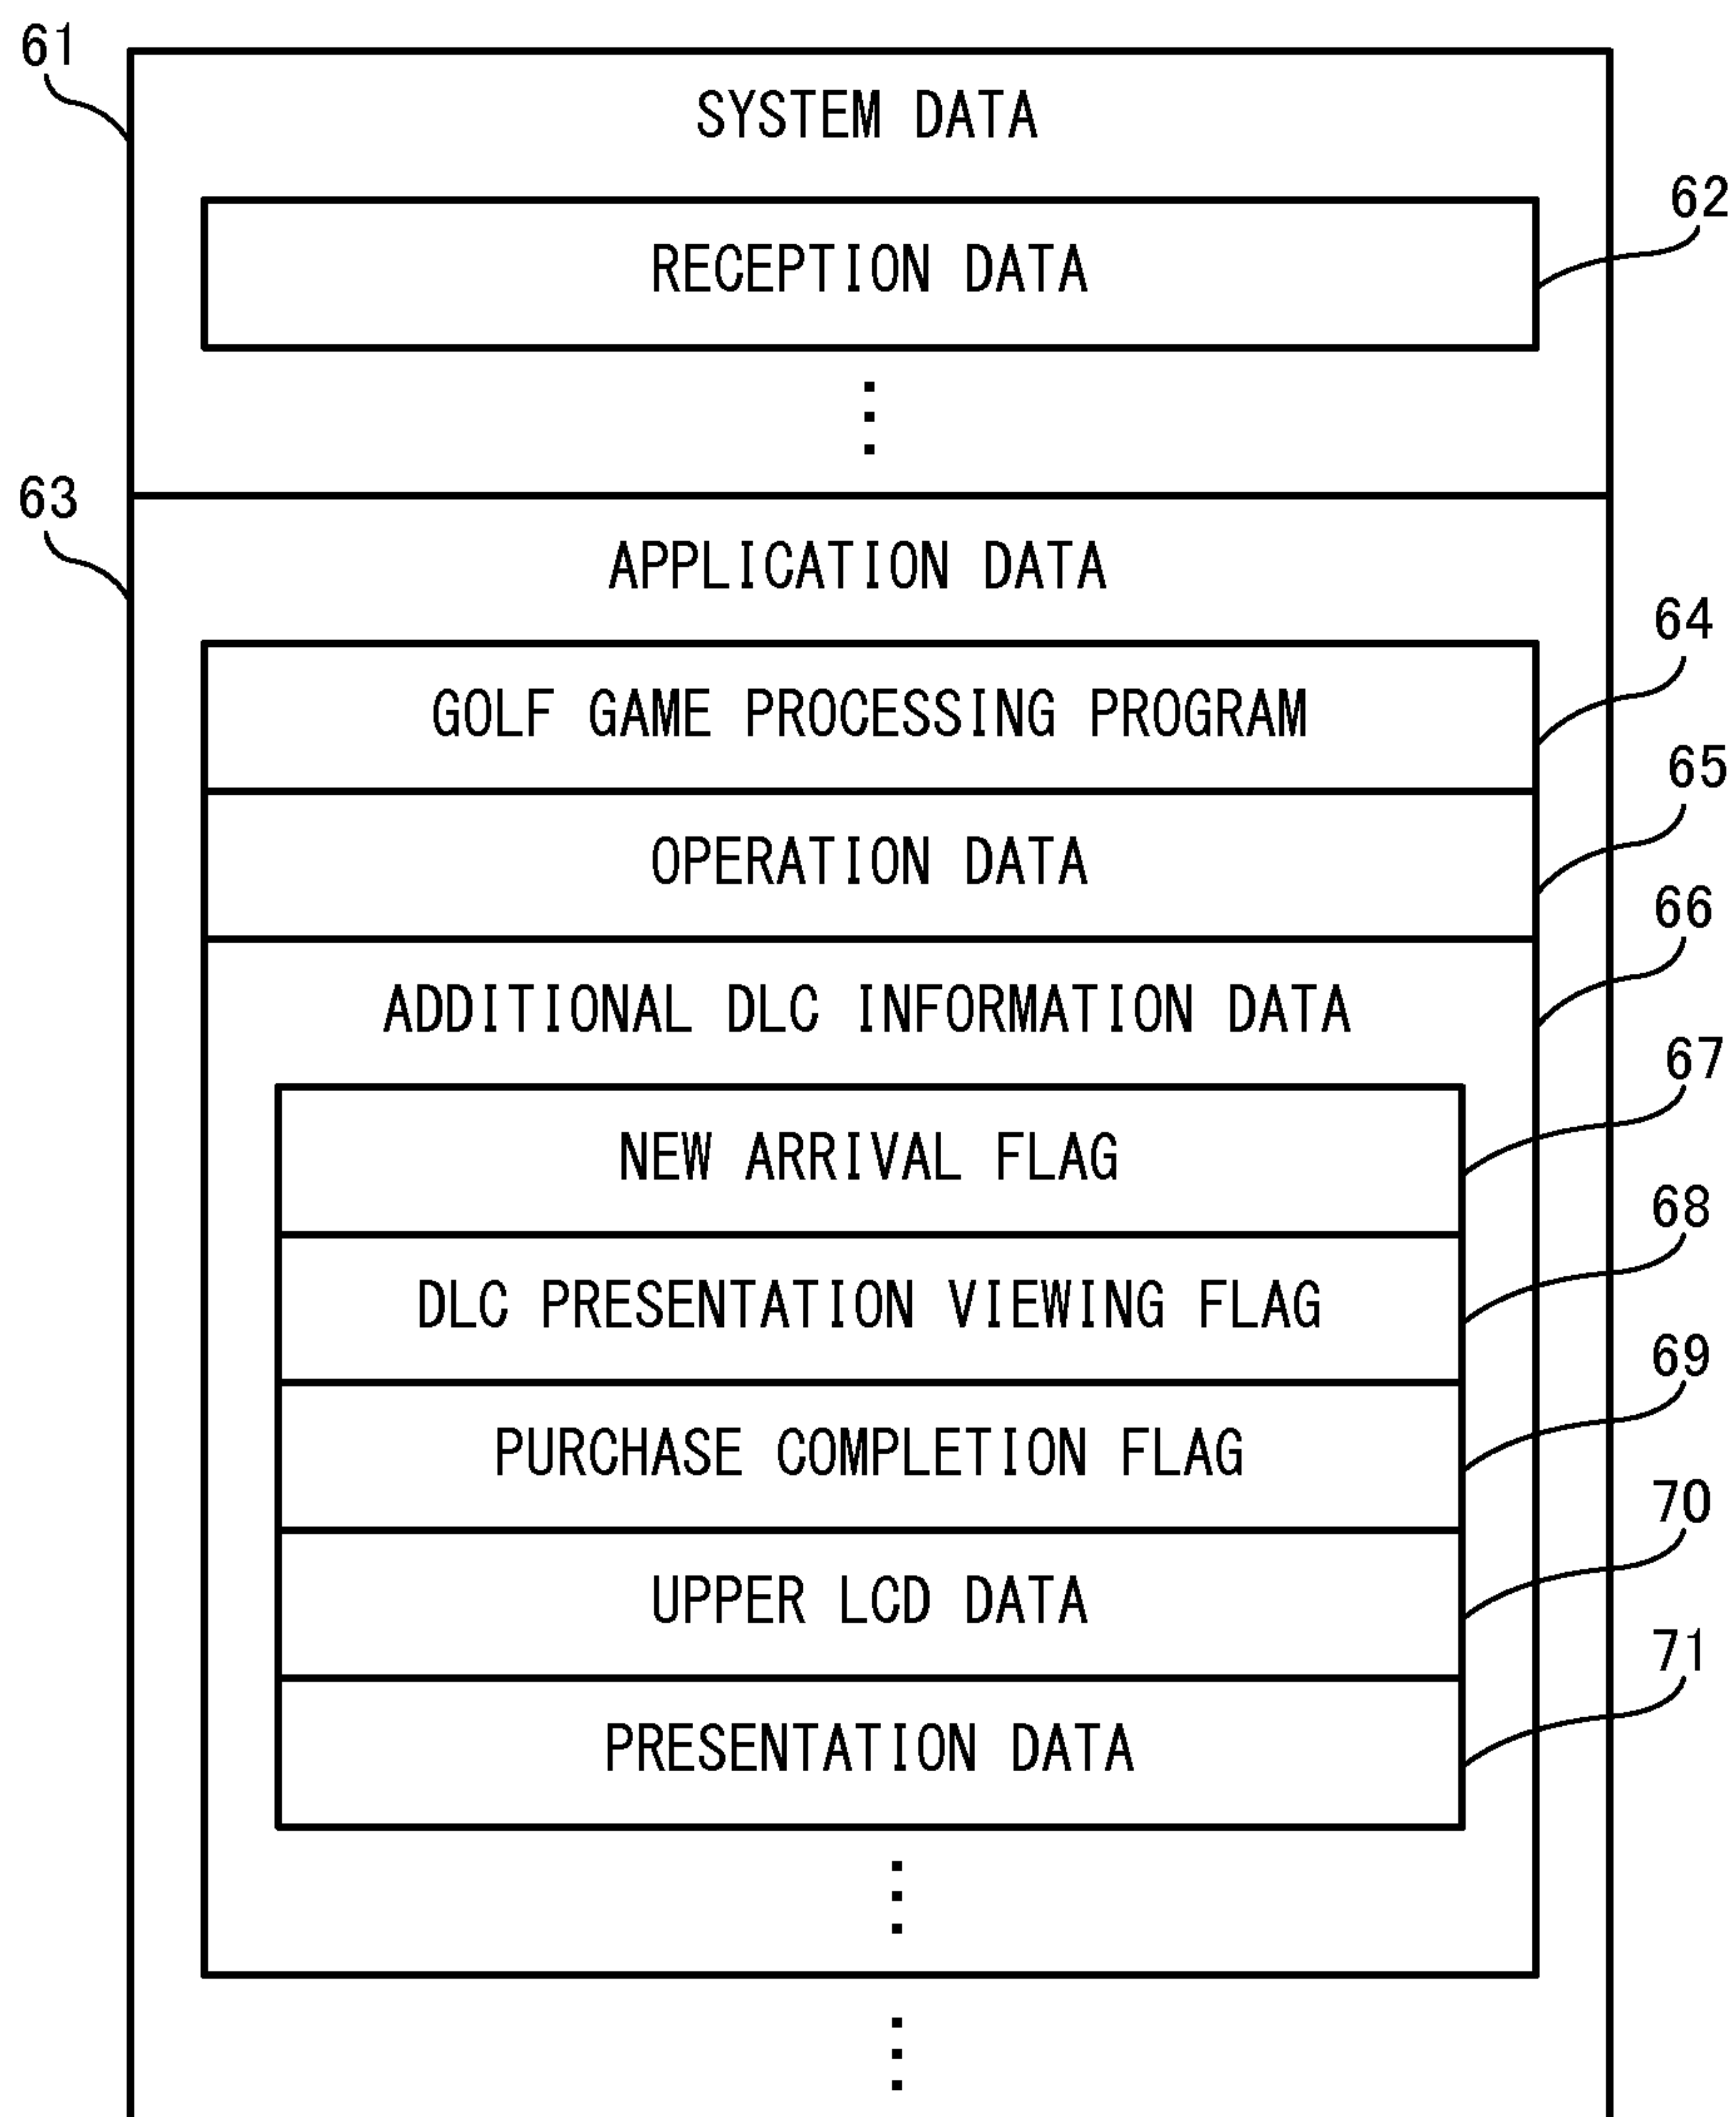 61
SYSTEM DATA
62
RECEPTION DATA
63
APPLICATION DATA
64
GOLF GAME PROCESSING PROGRAM
65
OPERATION DATA
66
ADDITIONAL DLC INFORMATION DATA
67
NEW ARRIVAL FLAG
68
DLC PRESENTATION VIEWING FLAG
69
PURCHASE COMPLETION FLAG
70
UPPER LCD DATA
71
PRESENTATION DATA